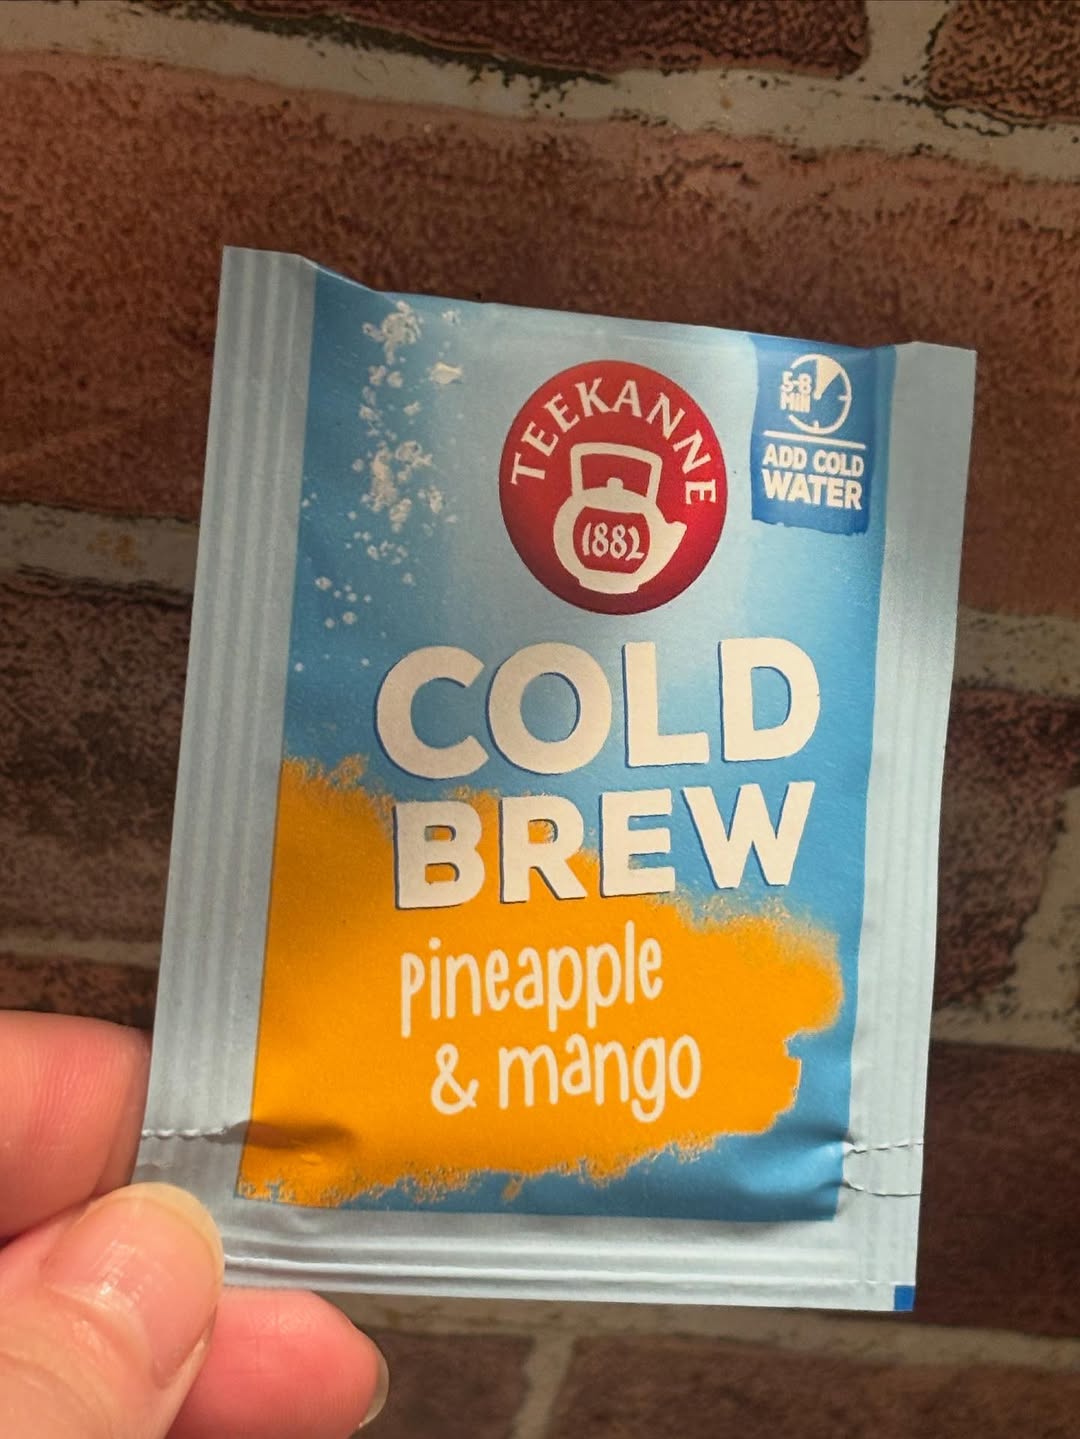 TEEKANNE
1882
5-8
Min
ADD COLD
WATER
COLD
BREW
pineapple
& mango